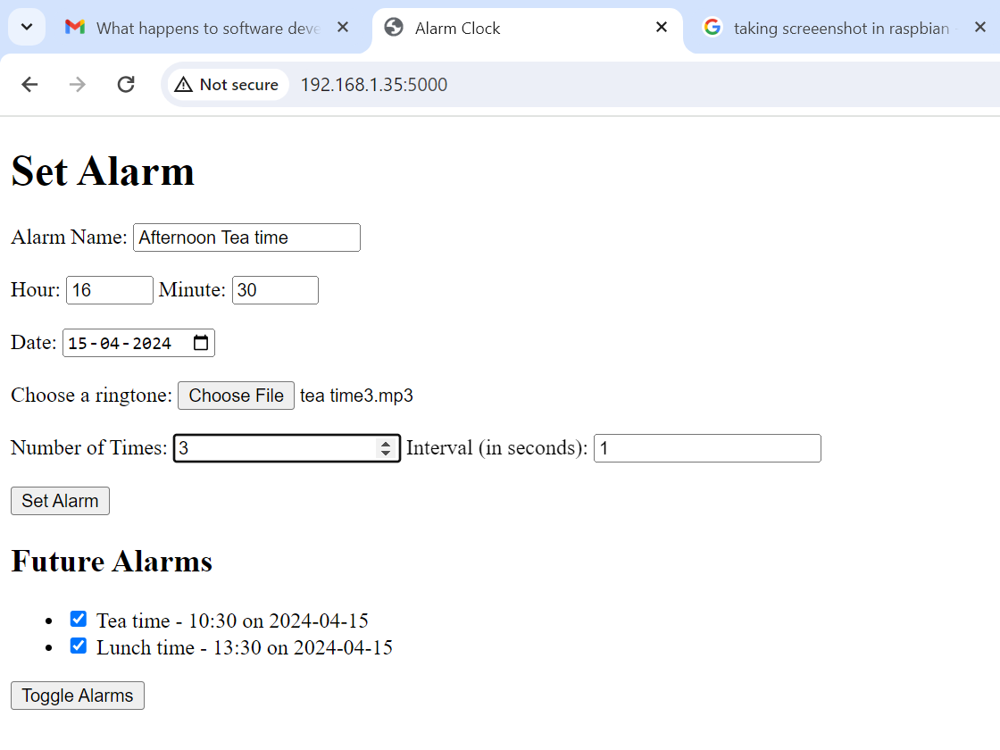 What happens to software deve
Alarm Clock
taking screeenshot in raspbian
Not secure
192.168.1.35:5000
Set Alarm
Alarm Name: Afternoon Tea time
Hour: 16 Minute: 30
Date: 15-04-2024
Choose a ringtone: Choose File tea time3.mp3
Number of Times: 3 Interval (in seconds): 1
Set Alarm
Future Alarms
Tea time - 10:30 on 2024-04-15
Lunch time - 13:30 on 2024-04-15
Toggle Alarms